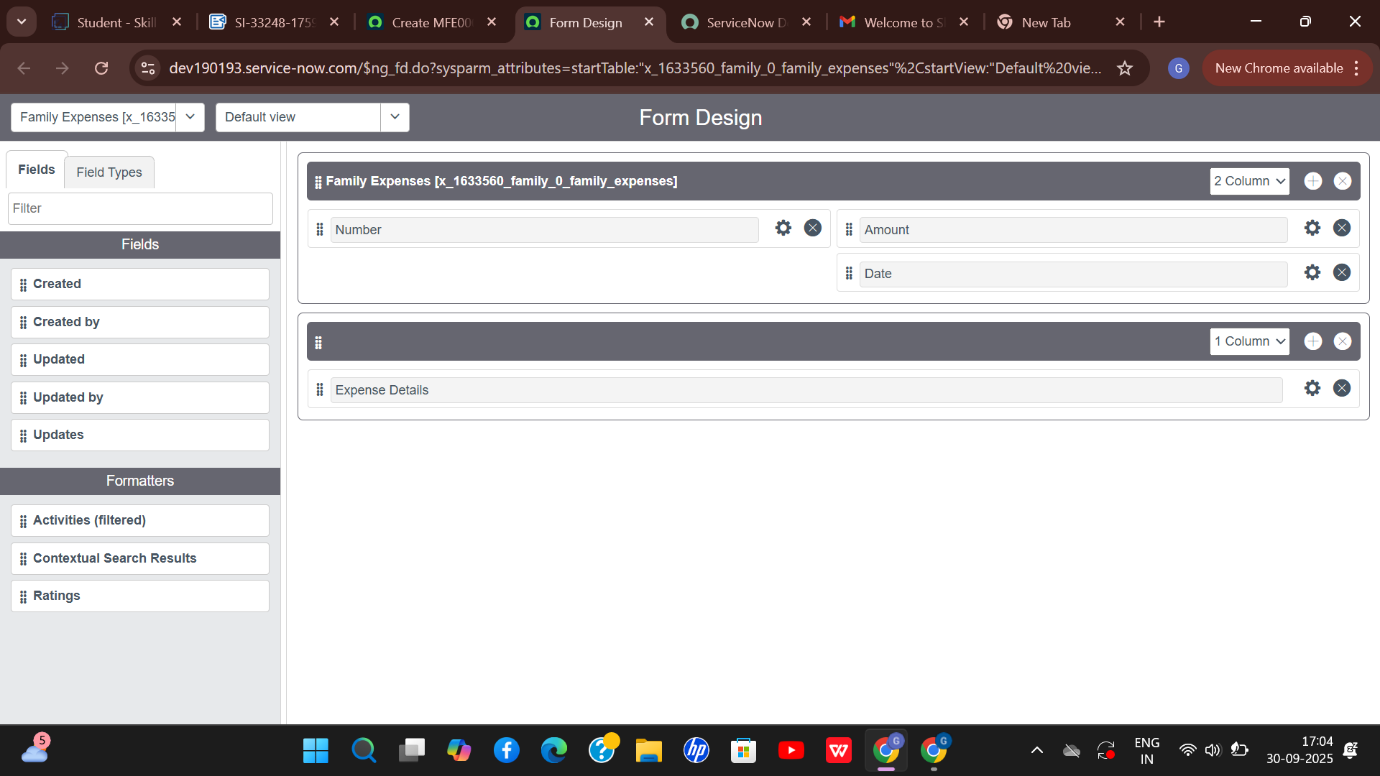 Student - Skill
SI-33248-175
Create MFE00
Form Design
ServiceNow D
Welcome to S
New Tab
dev190193.service-now.com/$ng_fd.do?sysparm_attributes=startTable:"x_1633560_family_0_family_expenses"%2CstartView:"Default%20vie...
G
New Chrome available
Family Expenses [x_16335
Default view
Form Design
Fields
Field Types
Filter
Fields
Created
Created by
Updated
Updated by
Updates
Formatters
Activities (filtered)
Contextual Search Results
Ratings
Family Expenses [x_1633560_family_0_family_expenses]
2 Column
Number
Amount
Date
1 Column
Expense Details
5
hp
W
G
G
ENG
IN
17:04
30-09-2025